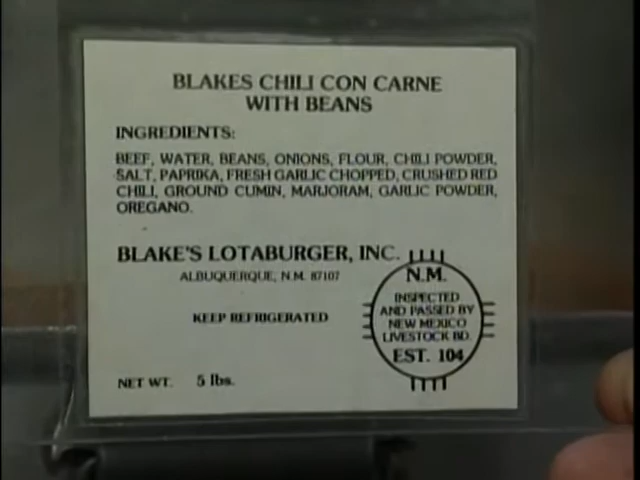 BLAKES CHILI CON CARNE
WITH BEANS
INGREDIENTS:
BEEF, WATER, BEANS, ONIONS, FLOUR, CHILI POWDER,
SALT, PAPRIKA, FRESH GARLIC CHOPPED, CRUSHED RED
CHILI, GROUND CUMIN, MARJORAM, GARLIC POWDER,
OREGANO.
BLAKE'S LOTABURGER, INC.
ALBUQUERQUE, N.M. 87107
KEEP REFRIGERATED
N.M.
INSPECTED
AND PASSED BY
NEW MEXICO
LIVESTOCK BD.
EST. 104
NET WT. 5 lbs.